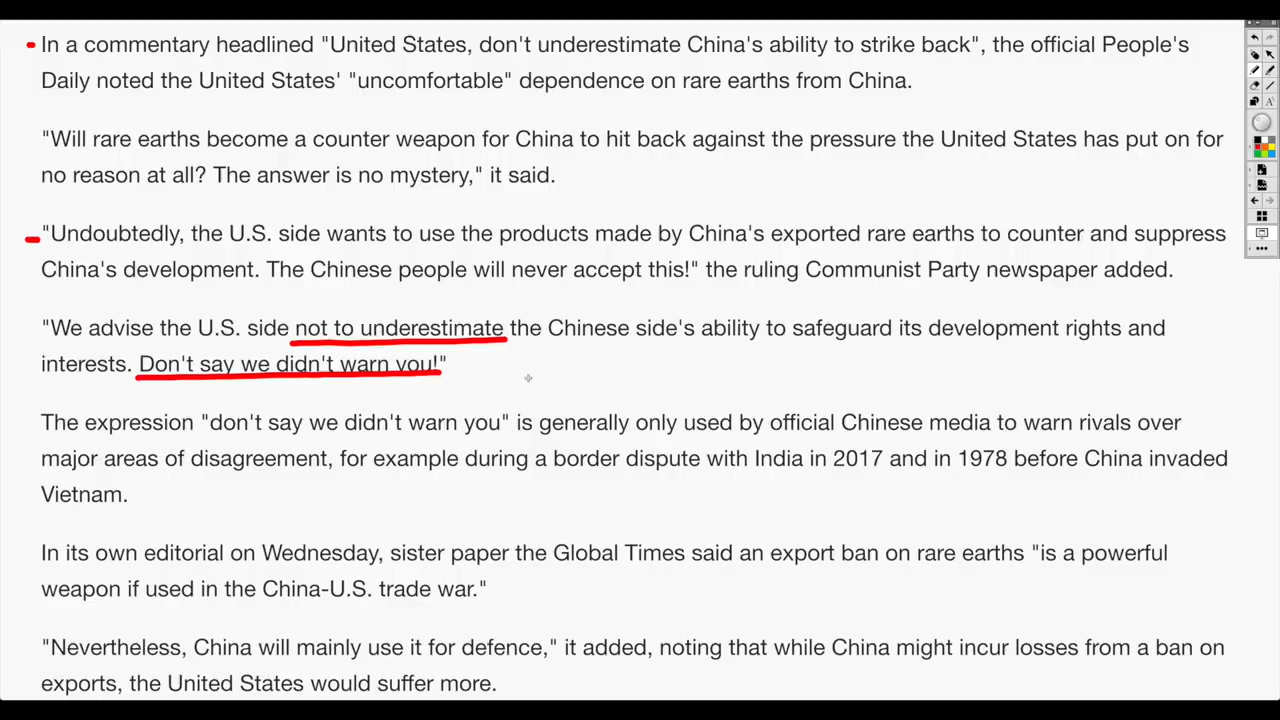 In a commentary headlined "United States, don't underestimate China's ability to strike back", the official People's
Daily noted the United States' "uncomfortable" dependence on rare earths from China.
"Will rare earths become a counter weapon for China to hit back against the pressure the United States has put on for
no reason at all? The answer is no mystery," it said.
"Undoubtedly, the U.S. side wants to use the products made by China's exported rare earths to counter and suppress
China's development. The Chinese people will never accept this!" the ruling Communist Party newspaper added.
"We advise the U.S. side not to underestimate the Chinese side's ability to safeguard its development rights and
interests. Don't say we didn't warn you!"
The expression "don't say we didn't warn you" is generally only used by official Chinese media to warn rivals over
major areas of disagreement, for example during a border dispute with India in 2017 and in 1978 before China invaded
Vietnam.
In its own editorial on Wednesday, sister paper the Global Times said an export ban on rare earths "is a powerful
weapon if used in the China-U.S. trade war."
"Nevertheless, China will mainly use it for defence," it added, noting that while China might incur losses from a ban on
exports, the United States would suffer more.